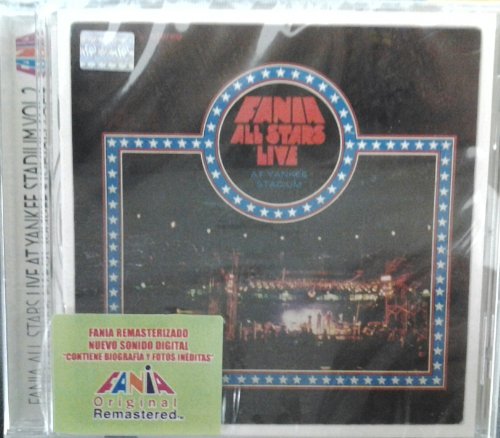 FANIA
FANIA ALL STARS LIVE AT YANKEE STADIUM VOL 2
FANIA
ALL STARS
LIVE
AT YANKEE
STADIUM
FANIA REMASTERIZADO
NUEVO SONIDO DIGITAL
"CONTIENE BIOGRAFIA Y FOTOS INEDITAS"
FANIA
Original
Remastered